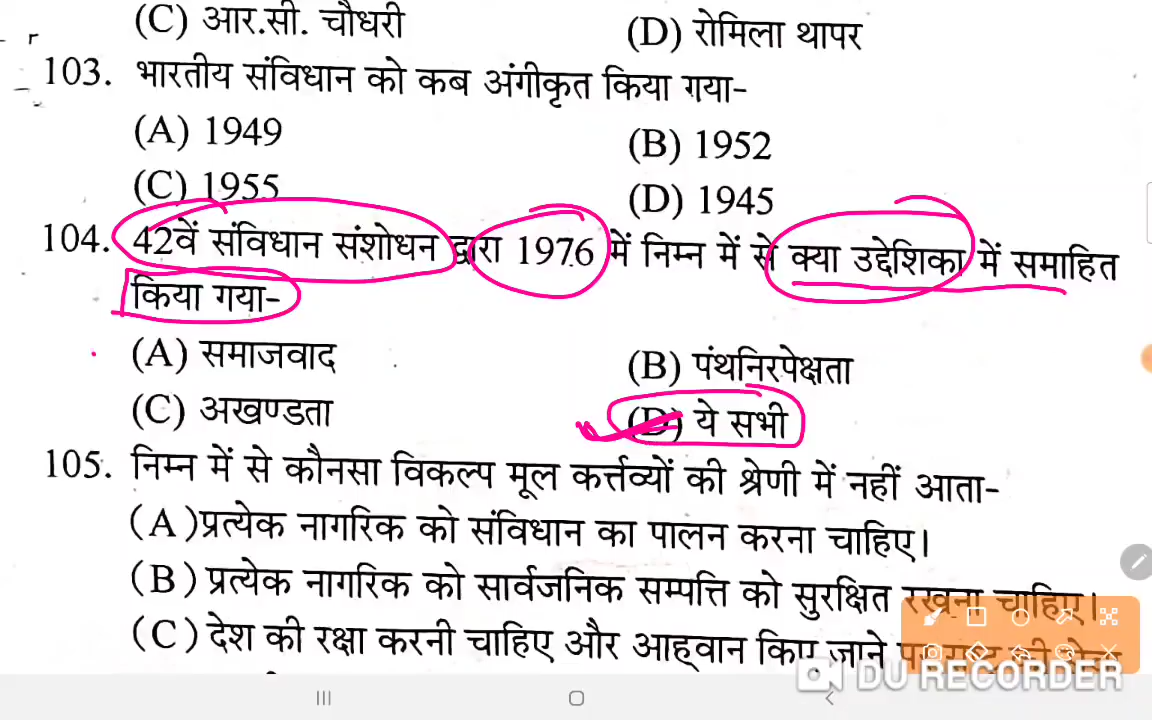 (C) आर.सी. चौधरी (D) रोमिला थापर
103. भारतीय संविधान को कब अंगीकृत किया गया-
(A) 1949 (B) 1952
(C) 1955 (D) 1945
104. 42वें संविधान संशोधन द्वारा 1976 में निम्न में से क्या उद्देशिका में समाहित
किया गया-
(A) समाजवाद (B) पंथनिरपेक्षता
(C) अखण्डता (D) ये सभी
105. निम्न में से कौनसा विकल्प मूल कर्त्तव्यों की श्रेणी में नहीं आता-
(A) प्रत्येक नागरिक को संविधान का पालन करना चाहिए।
(B) प्रत्येक नागरिक को सार्वजनिक सम्पत्ति को सुरक्षित रखना चाहिए।
(C) देश की रक्षा करनी चाहिए और आह्वान किए जाने पर
DU RECORDER